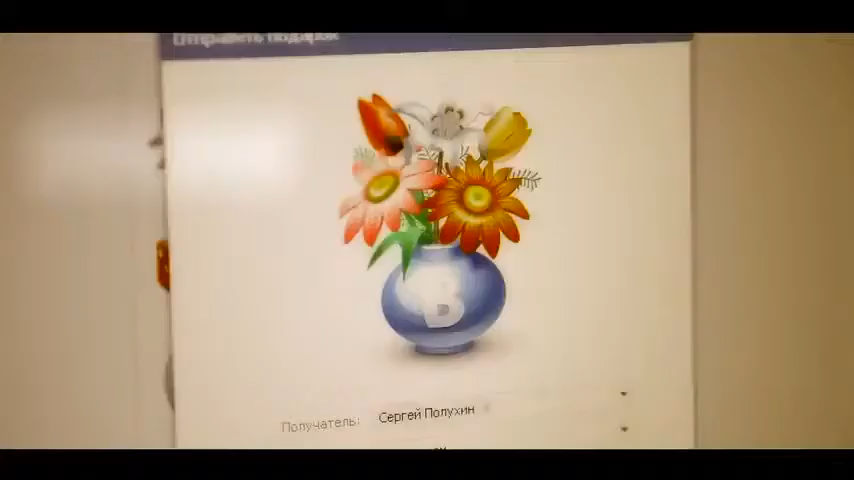 Отправить подарок
В
Получатель: Сергей Полухин